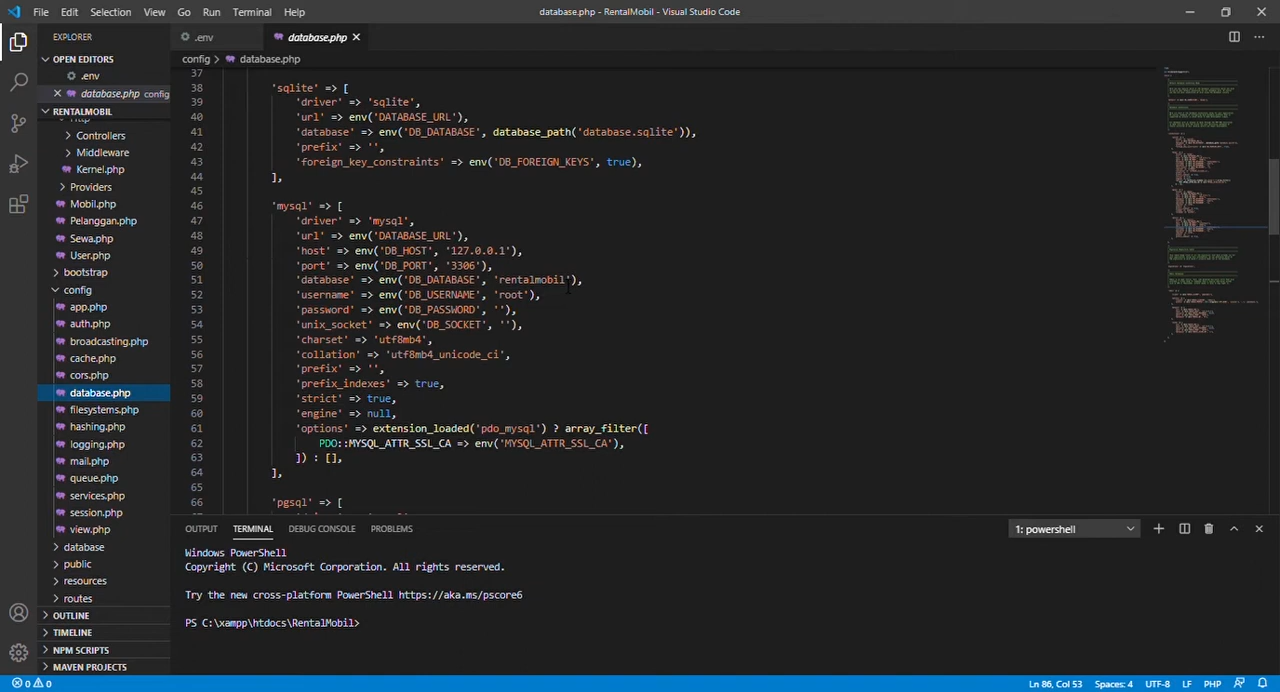 File Edit Selection View Go Run Terminal Help
database.php - RentalMobil - Visual Studio Code
EXPLORER
OPEN EDITORS
.env
database.php config
RENTALMOBIL
Controllers
Middleware
Kernel.php
Providers
Mobil.php
Pelanggan.php
Sewa.php
User.php
bootstrap
config
app.php
auth.php
broadcasting.php
cache.php
cors.php
database.php
filesystems.php
hashing.php
logging.php
mail.php
queue.php
services.php
session.php
view.php
database
public
resources
routes
OUTLINE
TIMELINE
NPM SCRIPTS
MAVEN PROJECTS
.env
database.php
config > database.php
37
38 'sqlite' => [
39 'driver' => 'sqlite',
40 'url' => env('DATABASE_URL'),
41 'database' => env('DB_DATABASE', database_path('database.sqlite')),
42 'prefix' => '',
43 'foreign_key_constraints' => env('DB_FOREIGN_KEYS', true),
44 ],
45
46 'mysql' => [
47 'driver' => 'mysql',
48 'url' => env('DATABASE_URL'),
49 'host' => env('DB_HOST', '127.0.0.1'),
50 'port' => env('DB_PORT', '3306'),
51 'database' => env('DB_DATABASE', 'rentalmobil'),
52 'username' => env('DB_USERNAME', 'root'),
53 'password' => env('DB_PASSWORD', ''),
54 'unix_socket' => env('DB_SOCKET', ''),
55 'charset' => 'utf8mb4',
56 'collation' => 'utf8mb4_unicode_ci',
57 'prefix' => '',
58 'prefix_indexes' => true,
59 'strict' => true,
60 'engine' => null,
61 'options' => extension_loaded('pdo_mysql') ? array_filter([
62 PDO::MYSQL_ATTR_SSL_CA => env('MYSQL_ATTR_SSL_CA'),
63 ]) : [],
64 ],
65
66 'pgsql' => [
OUTPUT TERMINAL DEBUG CONSOLE PROBLEMS
1: powershell
Windows PowerShell
Copyright (C) Microsoft Corporation. All rights reserved.
Try the new cross-platform PowerShell https://aka.ms/pscore6
PS C:\xampp\htdocs\RentalMobil>
0 0
Ln 86, Col 53 Spaces: 4 UTF-8 LF PHP